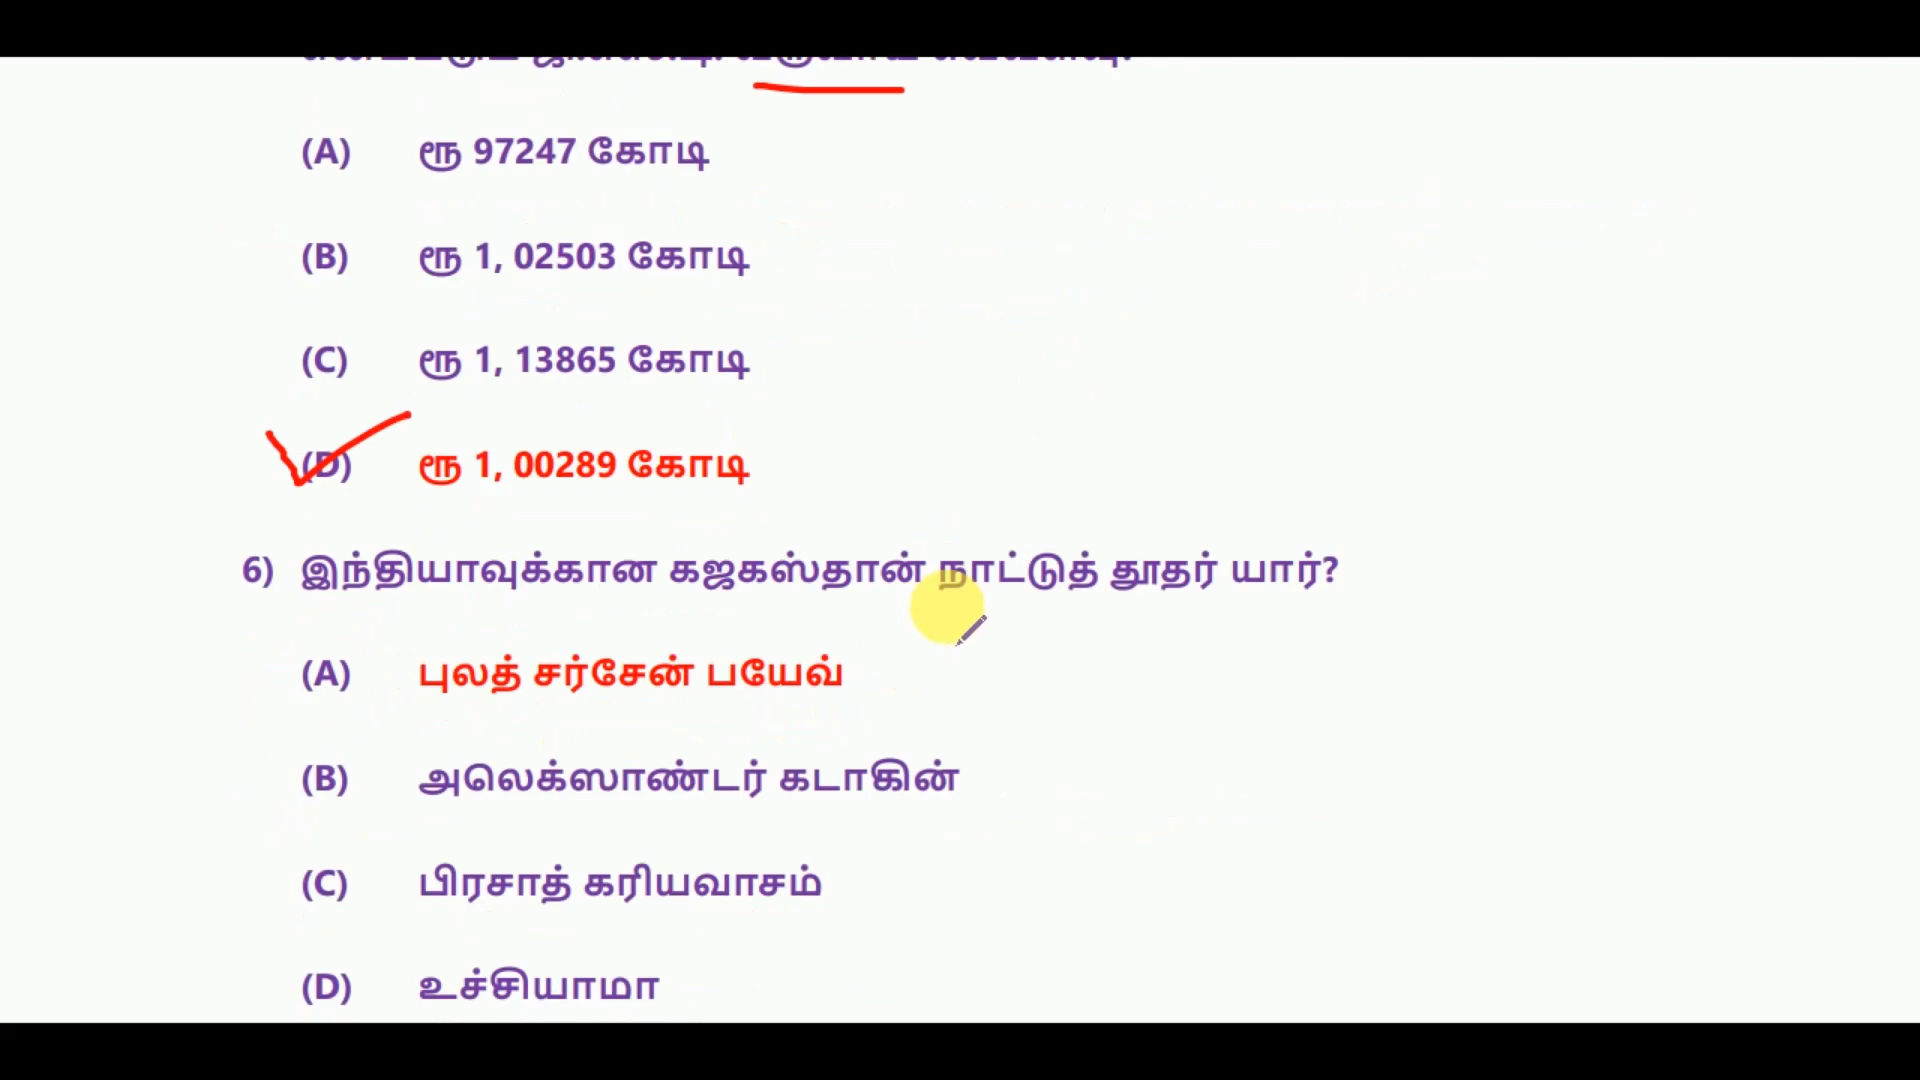 (A) ரூ 97247 கோடி
(B) ரூ 1, 02503 கோடி
(C) ரூ 1, 13865 கோடி
(D) ரூ 1, 00289 கோடி
6) இந்தியாவுக்கான கஜகஸ்தான் நாட்டுத் தூதர் யார்?
(A) புலத் சர்சேன் பயேவ்
(B) அலெக்ஸாண்டர் கடாகின்
(C) பிரசாத் கரியவாசம்
(D) உச்சியாமா